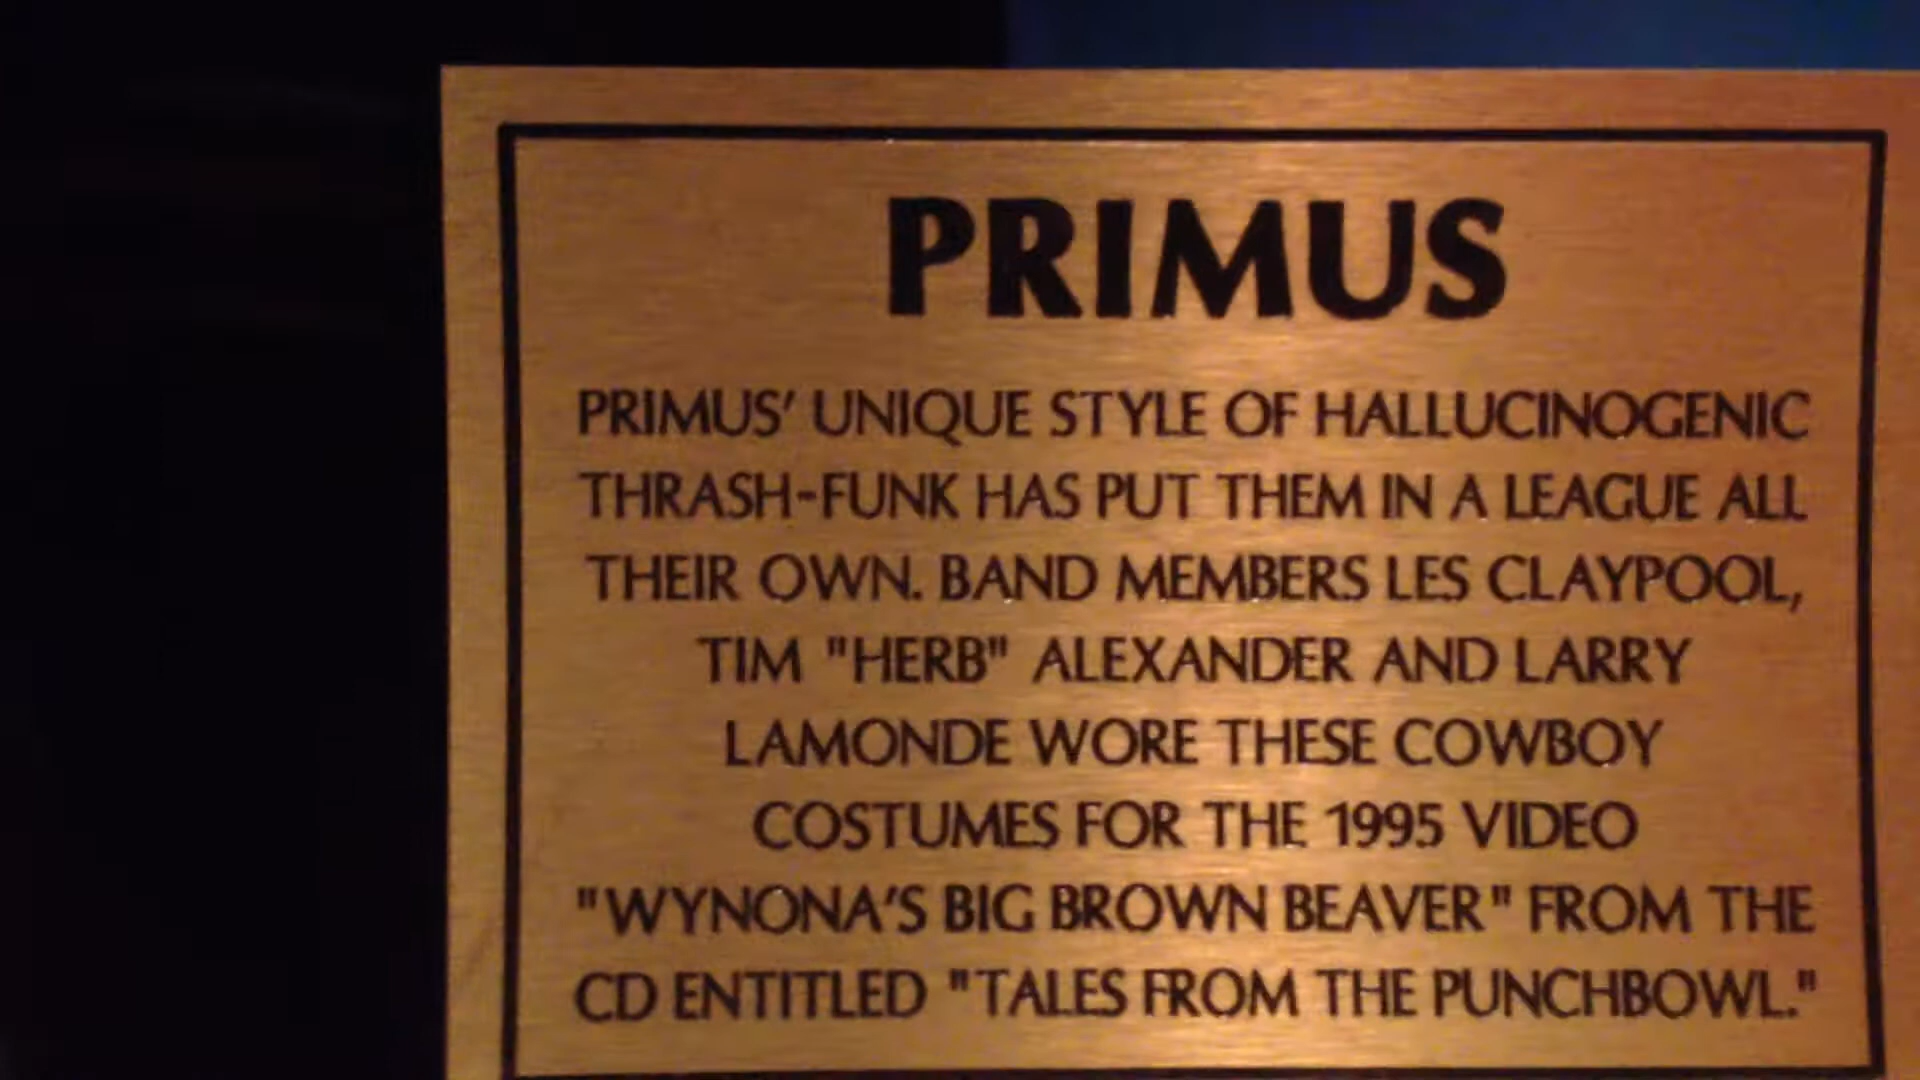 PRIMUS
PRIMUS' UNIQUE STYLE OF HALLUCINOGENIC
THRASH-FUNK HAS PUT THEM IN A LEAGUE ALL
THEIR OWN. BAND MEMBERS LES CLAYPOOL,
TIM "HERB" ALEXANDER AND LARRY
LAMONDE WORE THESE COWBOY
COSTUMES FOR THE 1995 VIDEO
"WYNONA'S BIG BROWN BEAVER" FROM THE
CD ENTITLED "TALES FROM THE PUNCHBOWL."